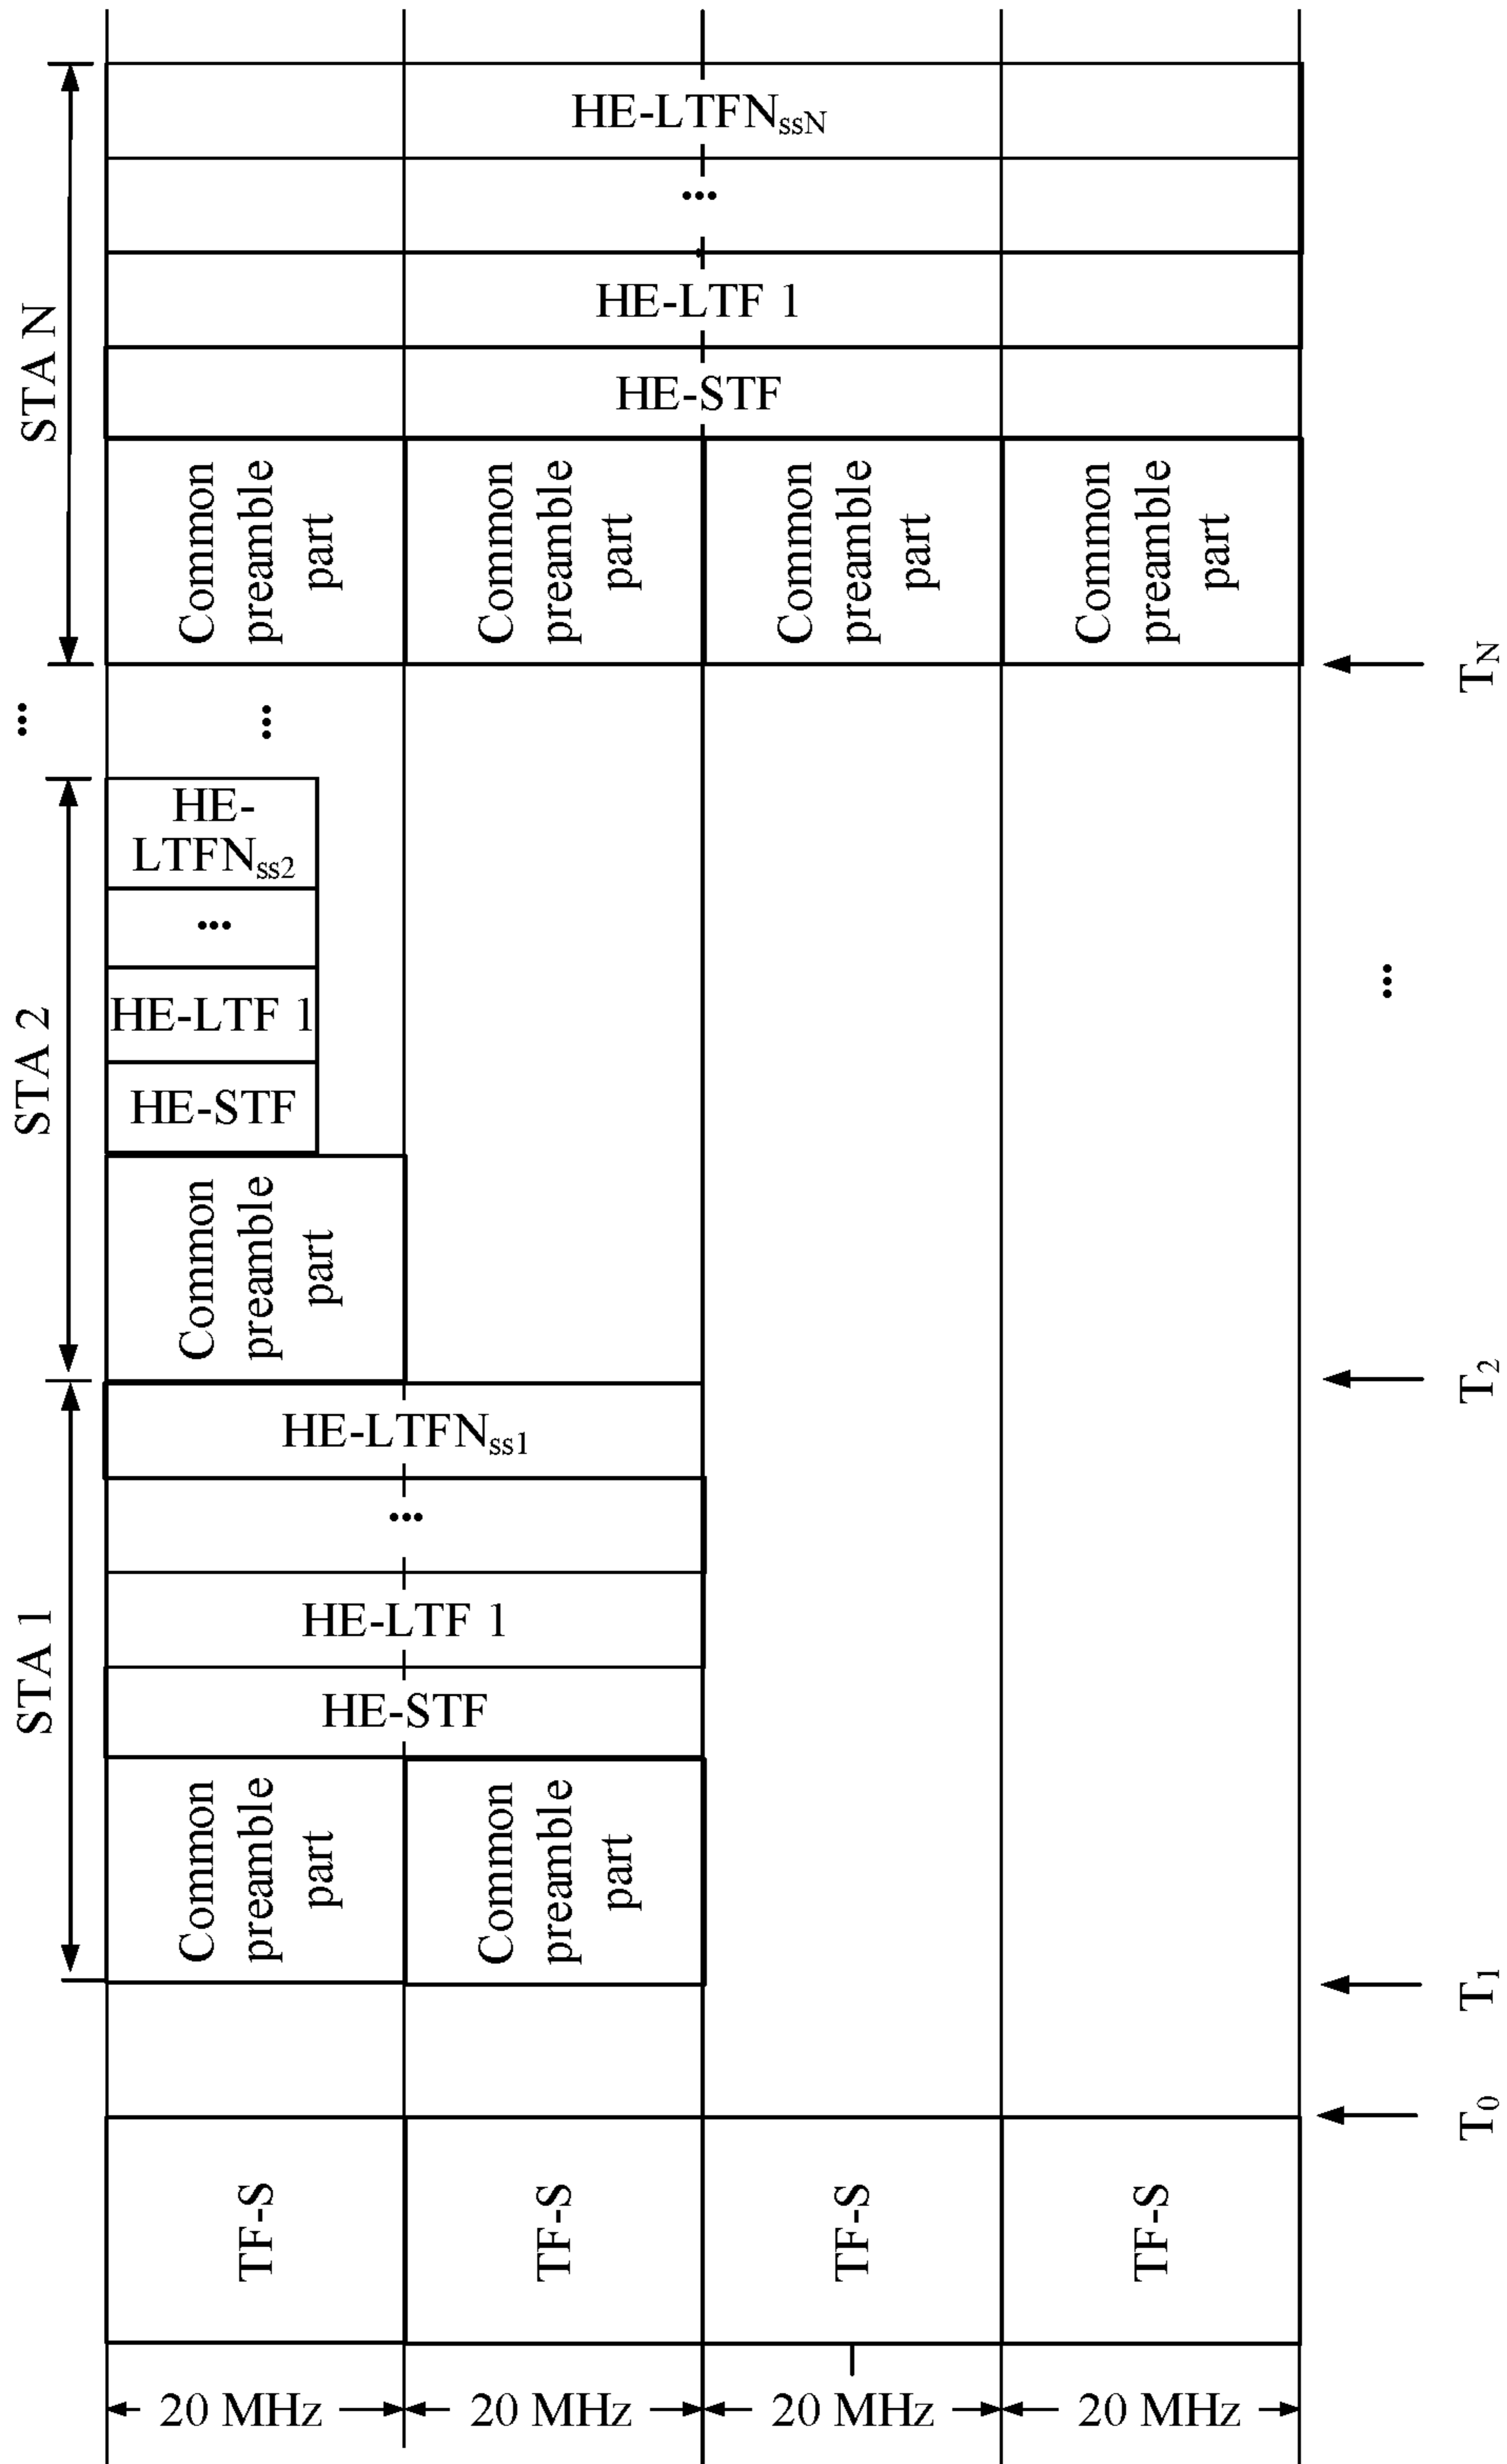 HE-LTFNssN
...
HE-LTF 1
HE-STF
STA N
Common
preamble
part
Common
preamble
part
Common
preamble
part
Common
preamble
part
TN
...
...
HE-
LTFNss2
...
HE-LTF 1
HE-STF
STA 2
...
Common
preamble
part
T2
HE-LTFNss1
...
HE-LTF 1
HE-STF
STA 1
Common
preamble
part
Common
preamble
part
T1
T0
TF-S
TF-S
TF-S
TF-S
20 MHz
20 MHz
20 MHz
20 MHz